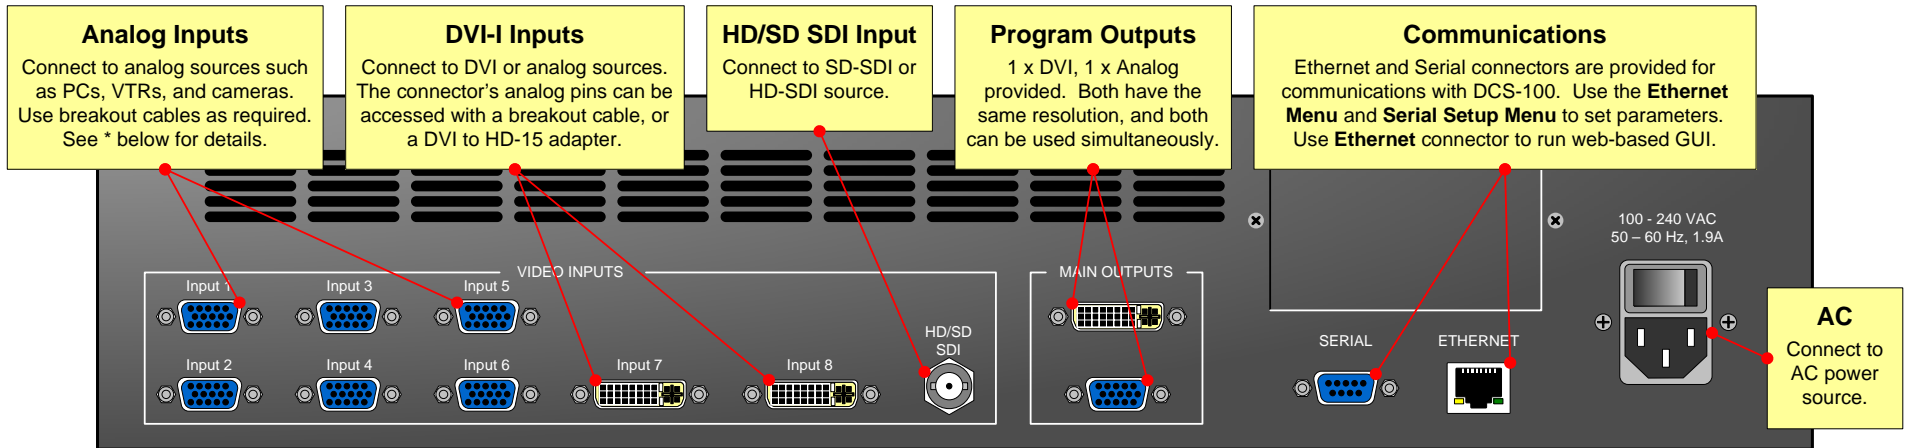 Analog Inputs
Connect to analog sources such
as PCs, VTRs, and cameras.
Use breakout cables as required.
See * below for details.
DVI-I Inputs
Connect to DVI or analog sources.
The connector's analog pins can be
accessed with a breakout cable, or
a DVI to HD-15 adapter.
HD/SD SDI Input
Connect to SD-SDI or
HD-SDI source.
Program Outputs
1 x DVI, 1 x Analog
provided.  Both have the
same resolution, and both
can be used simultaneously.
Communications
Ethernet and Serial connectors are provided for
communications with DCS-100.  Use the Ethernet
Menu and Serial Setup Menu to set parameters.
Use Ethernet connector to run web-based GUI.
100 - 240 VAC
50 – 60 Hz, 1.9A
VIDEO INPUTS
MAIN OUTPUTS
Input 1
Input 3
Input 5
HD/SD
SDI
SERIAL
ETHERNET
Input 2
Input 4
Input 6
Input 7
Input 8
AC
Connect to
AC power
source.